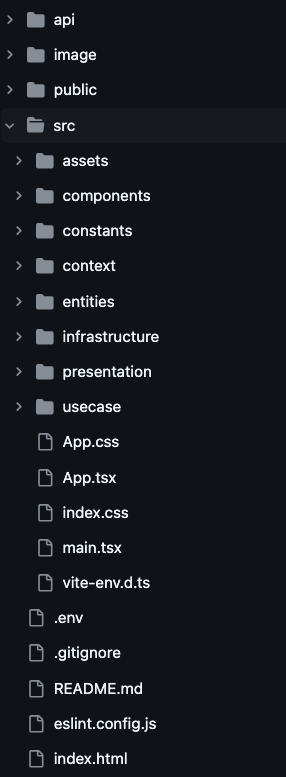 api
image
public
src
assets
components
constants
context
entities
infrastructure
presentation
usecase
App.css
App.tsx
index.css
main.tsx
vite-env.d.ts
.env
.gitignore
README.md
eslint.config.js
index.html